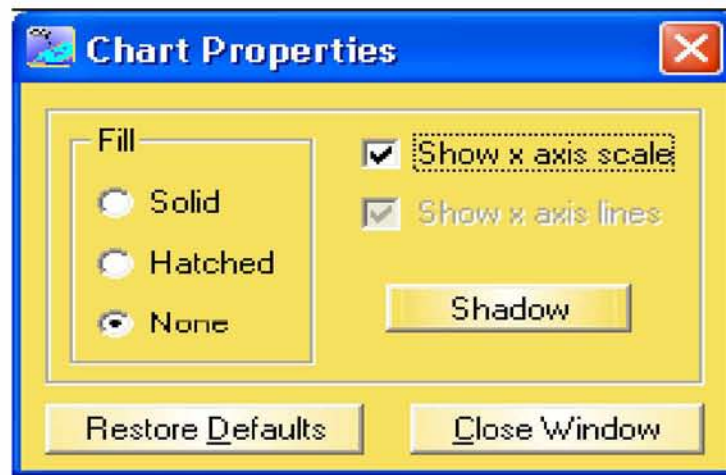 Chart Properties
Fill
Solid
Hatched
None
Show x axis scale
Show x axis lines
Shadow
Restore Defaults
Close Window